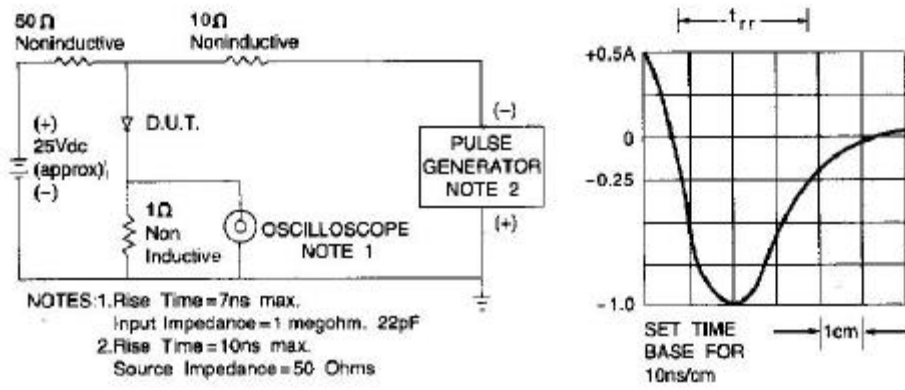 50Ω
Noninductive
10Ω
Noninductive
(+)
25Vdc
(approx)
(−)
D.U.T.
1Ω
Non
Inductive
OSCILLOSCOPE
NOTE 1
(−)
PULSE
GENERATOR
NOTE 2
(+)
NOTES:1.Rise Time=7ns max.
Input Impedance=1 megohm. 22pF
2.Rise Time=10ns max.
Source Impedance=50 Ohms
trr
+0.5A
0
−0.25
−1.0
SET TIME
BASE FOR
10ns/cm
1cm